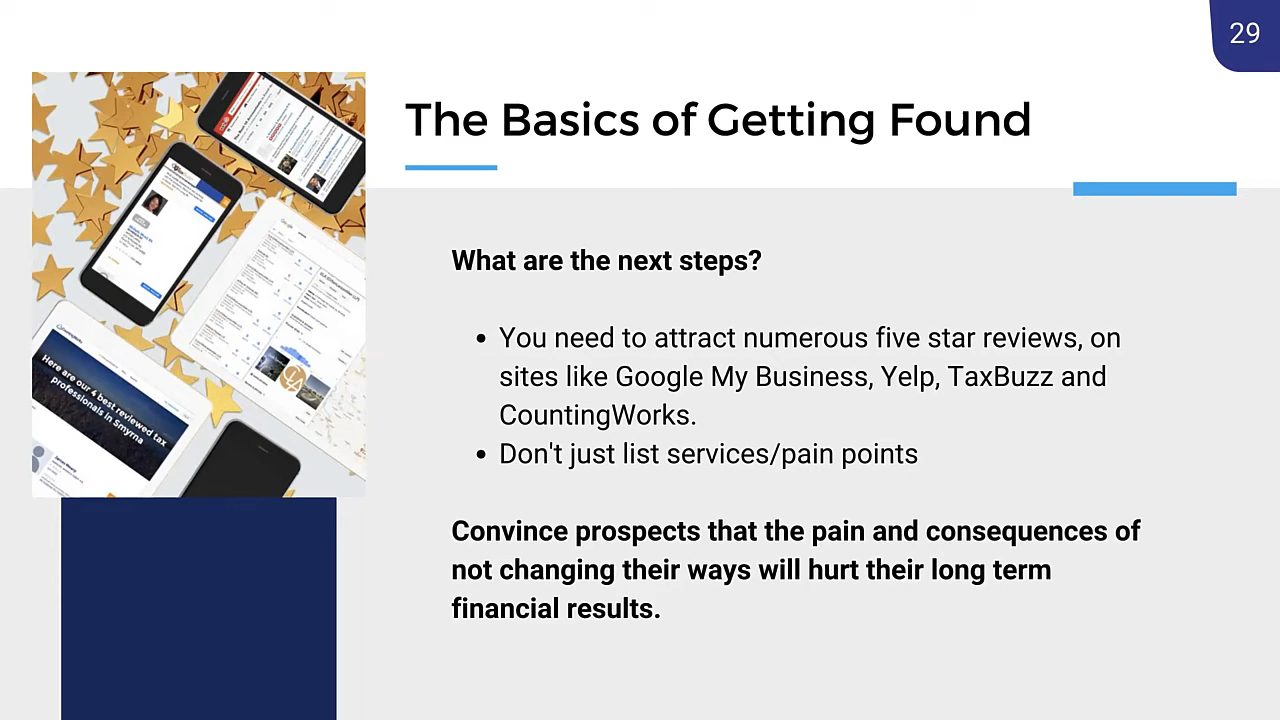 29
The Basics of Getting Found
What are the next steps?
• You need to attract numerous five star reviews, on
sites like Google My Business, Yelp, TaxBuzz and
CountingWorks.
• Don't just list services/pain points
Convince prospects that the pain and consequences of
not changing their ways will hurt their long term
financial results.
Here are our 4 best reviewed tax
professionals in Smyrna